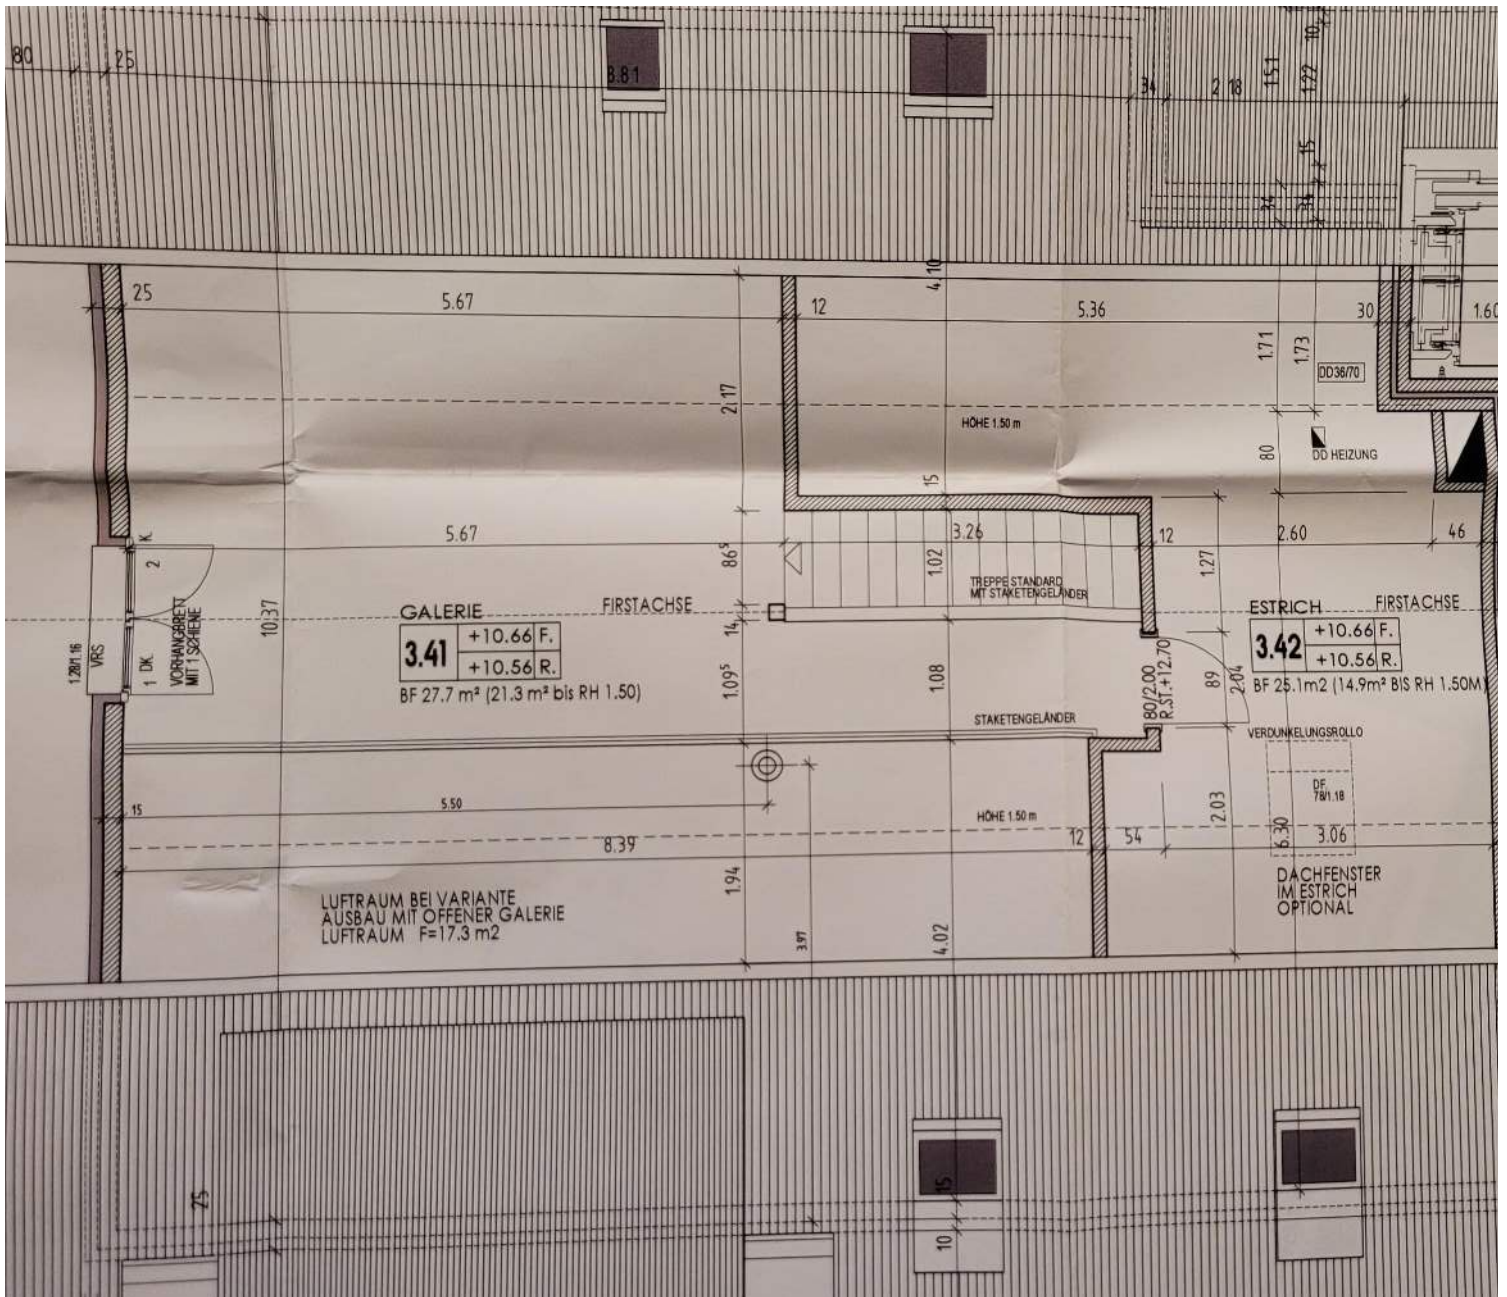 80
25
3.81
34
2 18
1.51
1.22
10
15
34
34
25
5.67
12
4.10
5.36
30
1.60
2.17
1.71
1.73
DD36/70
HÖHE 1.50 m
80
DD HEIZUNG
15
K.
2
5.67
86⁵
3.26
1.02
12
1.27
2.60
46
TREPPE STANDARD
MIT STAKETENGELÄNDER
10.37
GALERIE
FIRSTACHSE
3.41
+10.66 F.
+10.56 R.
BF 27.7 m² (21.3 m² bis RH 1.50)
14
ESTRICH
FIRSTACHSE
3.42
+10.66 F.
+10.56 R.
BF 25.1m2 (14.9m² BIS RH 1.50M)
1.28/1.16
VRS
1 DK.
VORHANGBRETT
MIT 1 SCHIENE
1.09⁵
1.08
80/2.00
R.ST.+12.70
89
2.04
STAKETENGELÄNDER
VERDUNKELUNGSROLLO
DF
78/1.18
15
5.50
HÖHE 1.50 m
2.03
6.30
3.06
8.39
12
54
1.94
LUFTRAUM BEI VARIANTE
AUSBAU MIT OFFENER GALERIE
LUFTRAUM F=17.3 m2
3.97
4.02
DACHFENSTER
IM ESTRICH
OPTIONAL
25
15
10